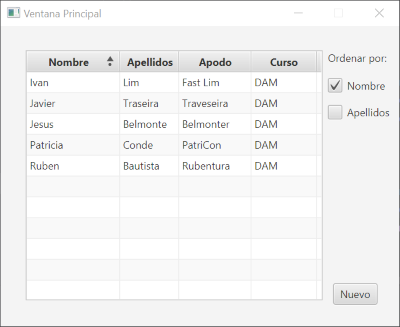 Ventana Principal
Nombre Apellidos Apodo Curso Ordenar por:
Ivan Lim Fast Lim DAM Nombre
Javier Traseira Traveseira DAM Apellidos
Jesus Belmonte Belmonter DAM
Patricia Conde PatriCon DAM
Ruben Bautista Rubentura DAM
Nuevo